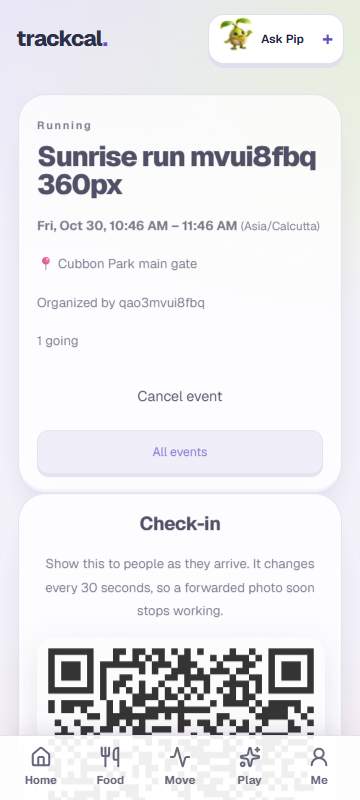 trackcal.
Ask Pip +
Running
Sunrise run mvui8fbq
360px
Fri, Oct 30, 10:46 AM – 11:46 AM (Asia/Calcutta)
📍 Cubbon Park main gate
Organized by qao3mvui8fbq
1 going
Cancel event
All events
Check-in
Show this to people as they arrive. It changes
every 30 seconds, so a forwarded photo soon
stops working.
Home Food Move Play Me